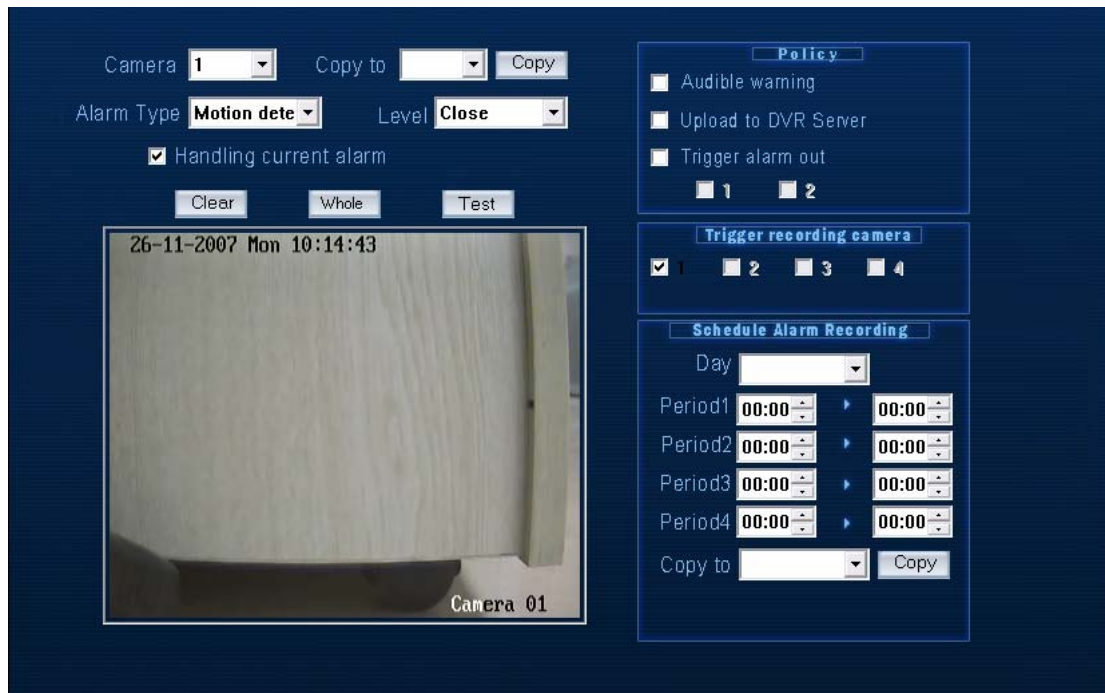 Camera 1 Copy to Copy
Alarm Type Motion dete Level Close
Handling current alarm
Clear Whole Test
26-11-2007 Mon 10:14:43
Camera 01
Policy
Audible warning
Upload to DVR Server
Trigger alarm out
1 2
Trigger recording camera
1 2 3 4
Schedule Alarm Recording
Day
Period1 00:00 00:00
Period2 00:00 00:00
Period3 00:00 00:00
Period4 00:00 00:00
Copy to Copy